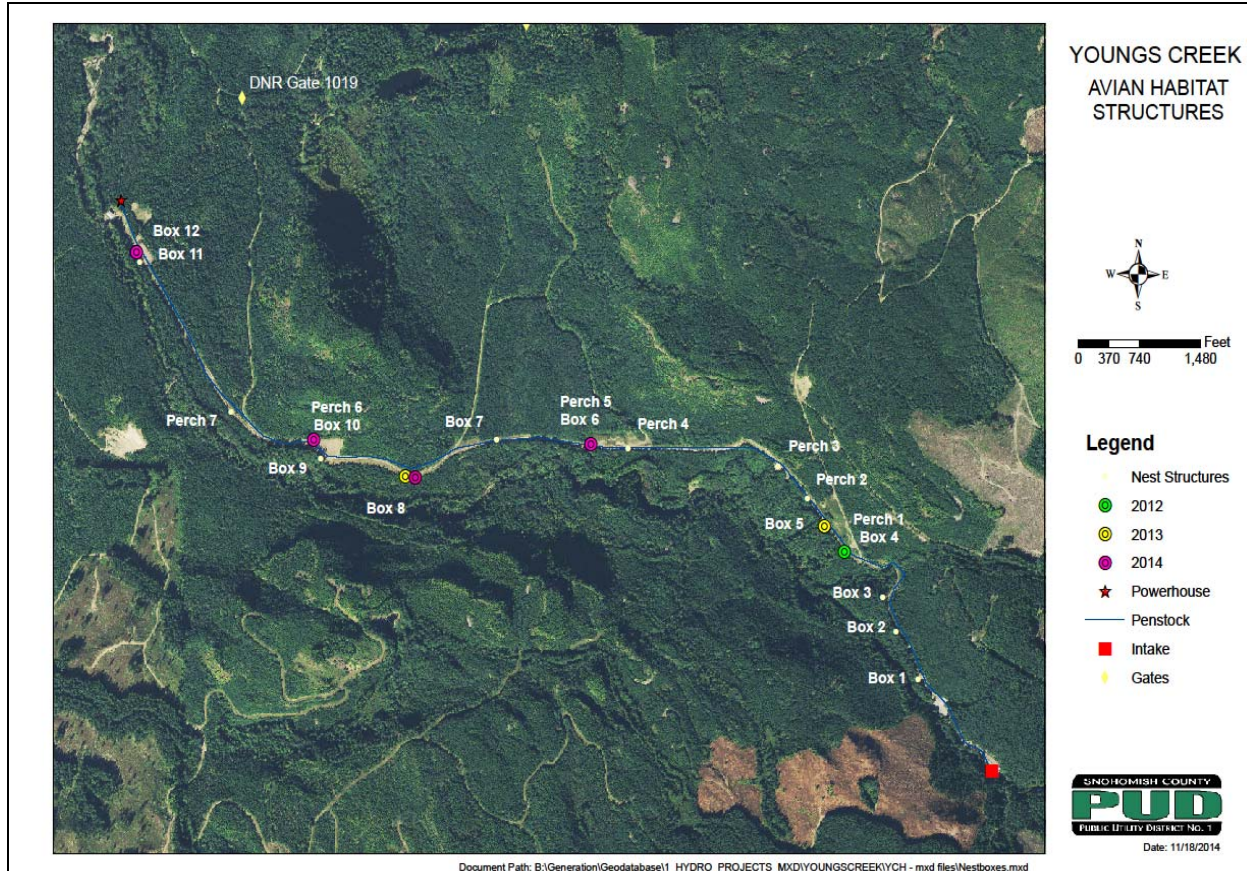 YOUNGS CREEK
AVIAN HABITAT
STRUCTURES
DNR Gate 1019
Box 12
Box 11
Perch 7
Perch 6
Box 10
Box 9
Box 8
Box 7
Perch 5
Box 6
Perch 4
Perch 3
Perch 2
Box 5
Perch 1
Box 4
Box 3
Box 2
Box 1
N
W E
S
Feet
0 370 740 1,480
Legend
Nest Structures
2012
2013
2014
Powerhouse
Penstock
Intake
Gates
SNOHOMISH COUNTY
PUD
PUBLIC UTILITY DISTRICT NO. 1
Date: 11/18/2014
Document Path: B:\Generation\Geodatabase\1_HYDRO_PROJECTS_MXD\YOUNGSCREEK\YCH - mxd files\Nestboxes.mxd